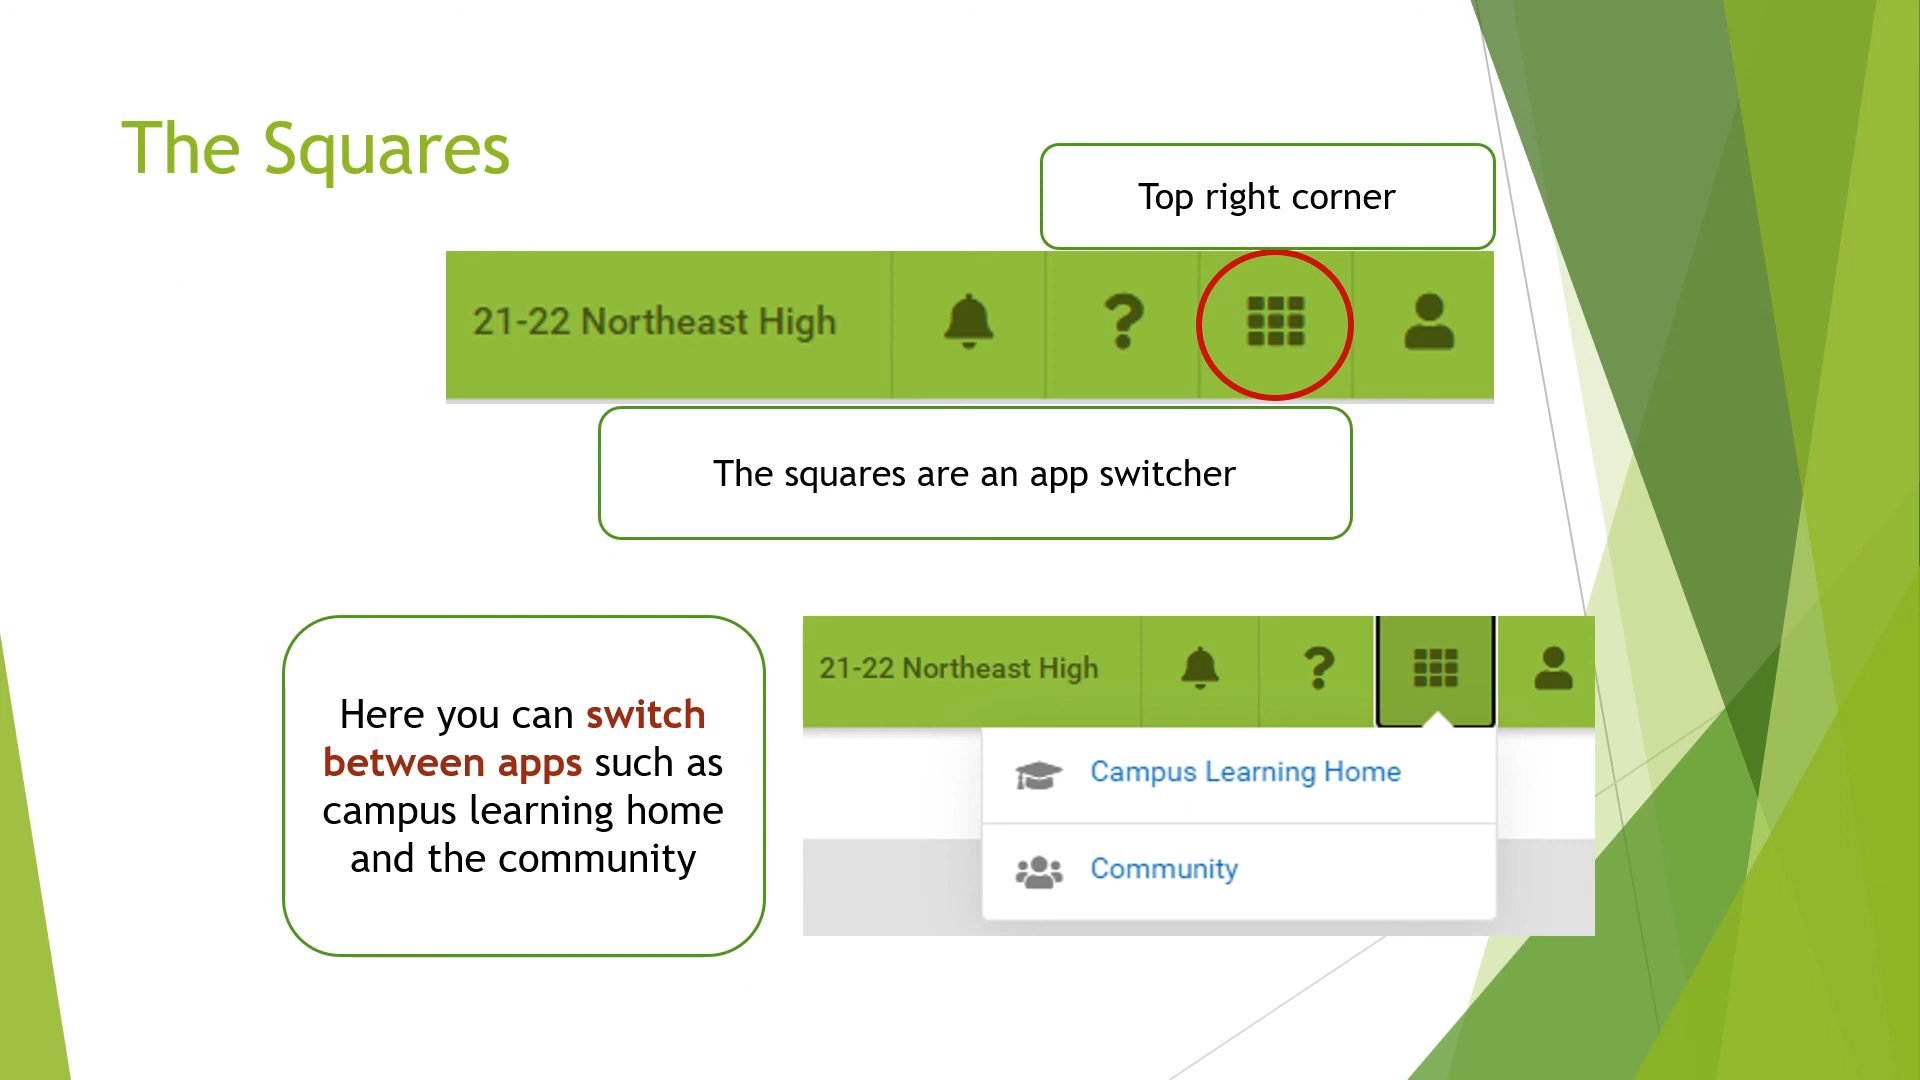 The Squares
Top right corner
21-22 Northeast High
?
The squares are an app switcher
Here you can switch
between apps such as
campus learning home
and the community
21-22 Northeast High
?
Campus Learning Home
Community